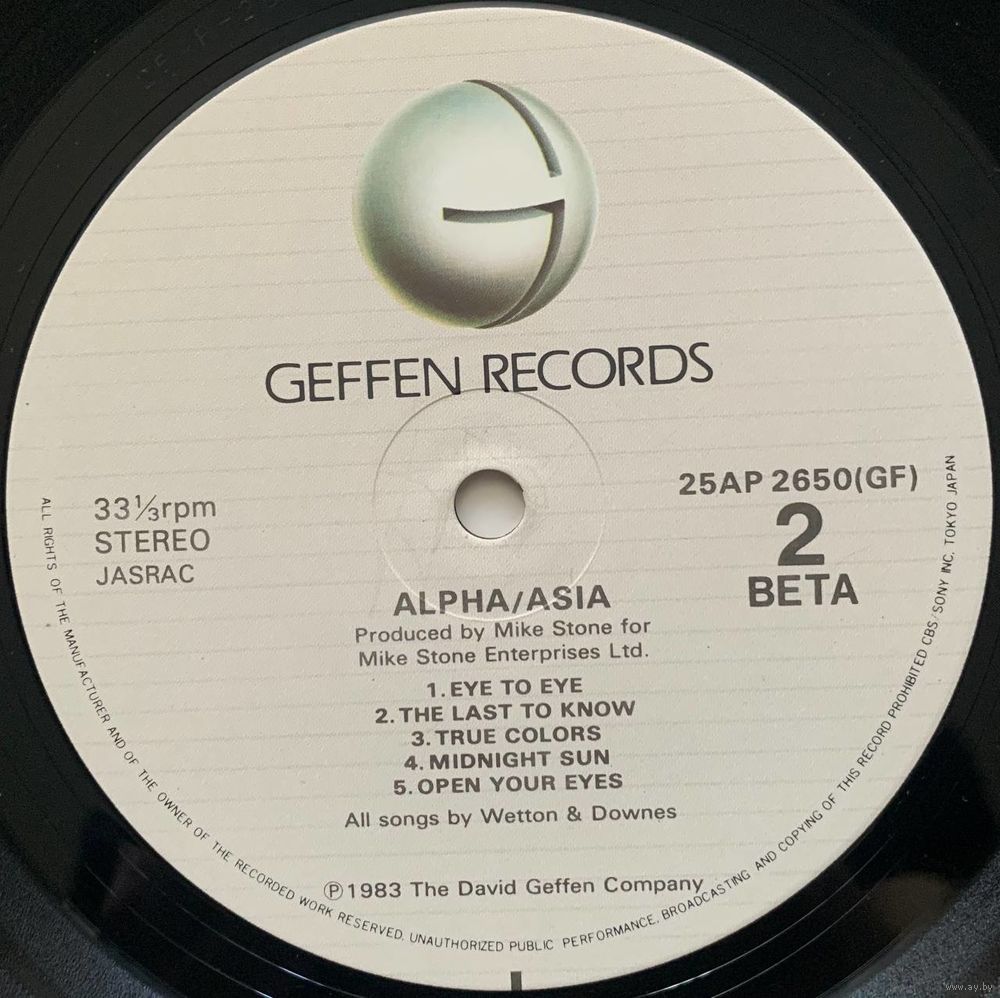 GEFFEN RECORDS
33⅓rpm
STEREO
JASRAC
25AP 2650(GF)
2
BETA
ALPHA/ASIA
Produced by Mike Stone for
Mike Stone Enterprises Ltd.
1. EYE TO EYE
2. THE LAST TO KNOW
3. TRUE COLORS
4. MIDNIGHT SUN
5. OPEN YOUR EYES
All songs by Wetton & Downes
Ⓟ1983 The David Geffen Company
ALL RIGHTS OF THE MANUFACTURER AND OF THE OWNER OF THE RECORDED WORK RESERVED. UNAUTHORIZED PUBLIC PERFORMANCE, BROADCASTING AND COPYING OF THIS RECORD PROHIBITED CBS/SONY INC. TOKYO JAPAN
www.ay.by